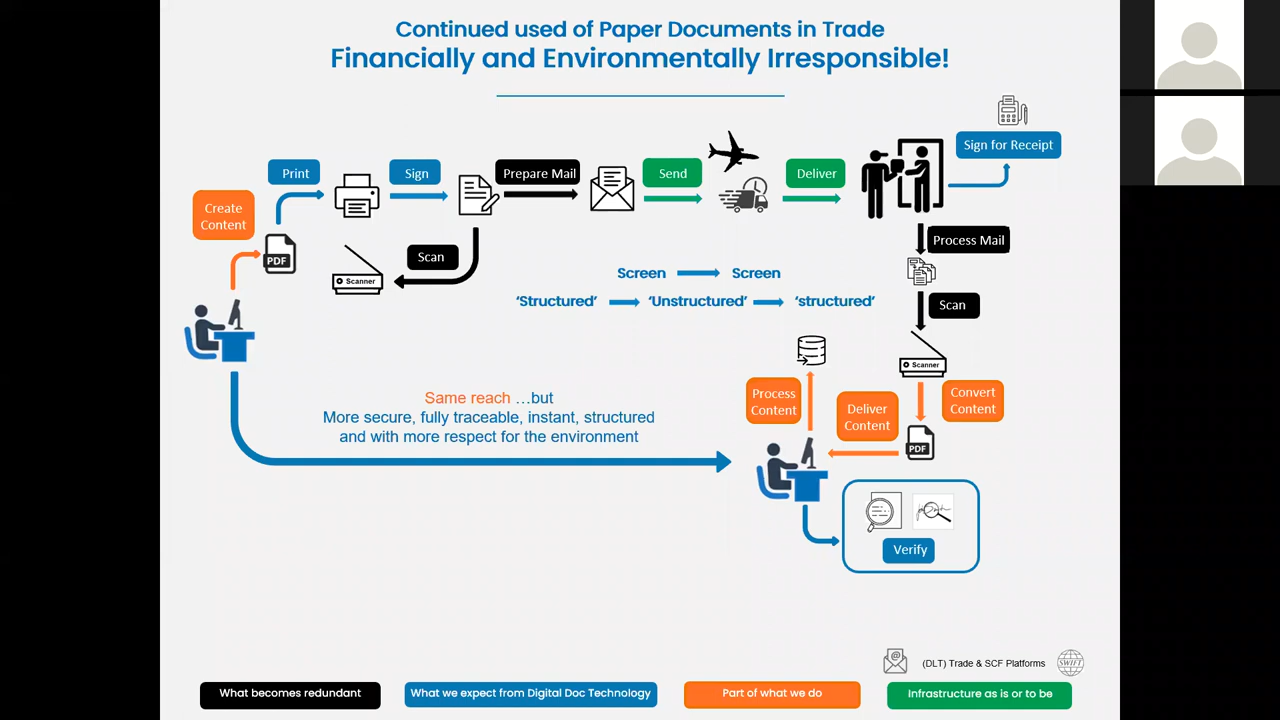 Continued used of Paper Documents in Trade
Financially and Environmentally Irresponsible!
Print
Sign
Prepare Mail
Send
Deliver
Sign for Receipt
Create
Content
PDF
Scan
Scanner
Process Mail
Screen
Screen
'Structured'
'Unstructured'
'structured'
Scan
Scanner
Process
Content
Deliver
Content
Convert
Content
PDF
Same reach ...but
More secure, fully traceable, instant, structured
and with more respect for the environment
Verify
(DLT) Trade & SCF Platforms
SWIFT
What becomes redundant
What we expect from Digital Doc Technology
Part of what we do
Infrastructure as is or to be